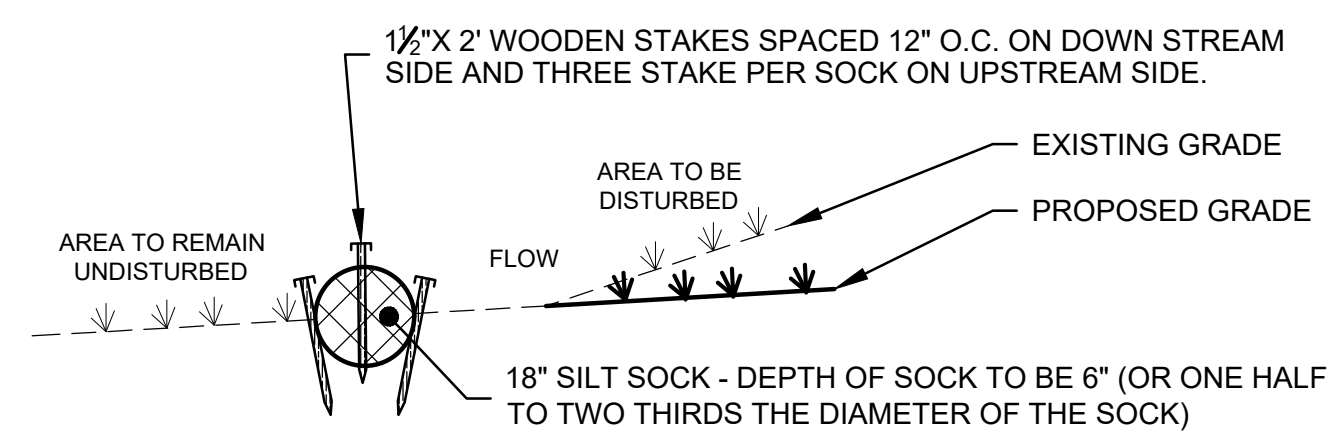 1 1/2"X 2' WOODEN STAKES SPACED 12" O.C. ON DOWN STREAM
SIDE AND THREE STAKE PER SOCK ON UPSTREAM SIDE.
EXISTING GRADE
AREA TO BE
DISTURBED
PROPOSED GRADE
AREA TO REMAIN
UNDISTURBED
FLOW
18" SILT SOCK - DEPTH OF SOCK TO BE 6" (OR ONE HALF
TO TWO THIRDS THE DIAMETER OF THE SOCK)